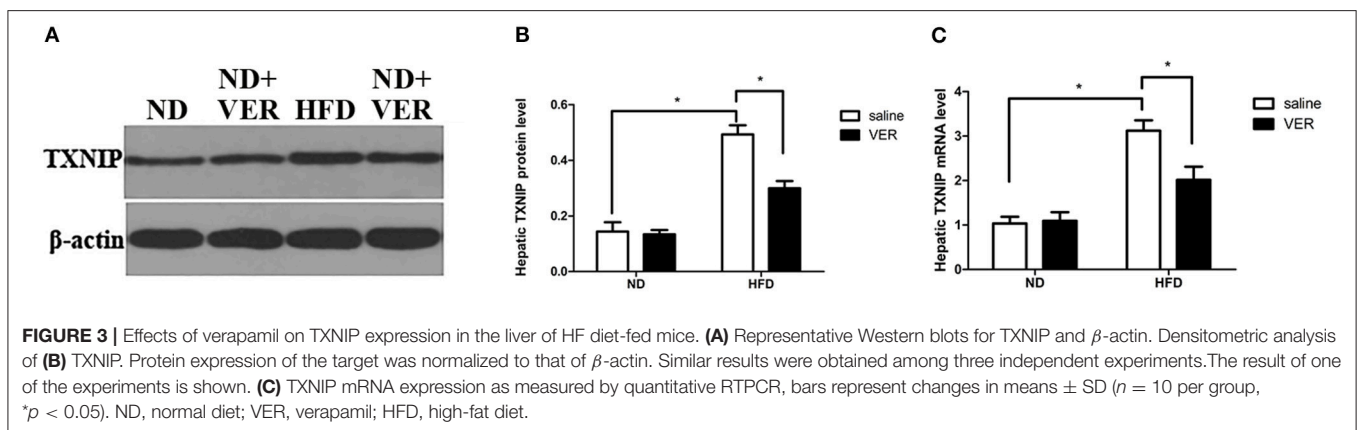 A
ND+ ND+
ND VER HFD VER
TXNIP
β-actin
B
Hepatic TXNIP protein level
0.6
0.4
0.2
0.0
*
*
ND
HFD
saline
VER
C
Hepatic TXNIP mRNA level
4
3
2
1
0
*
*
ND
HFD
saline
VER
FIGURE 3 | Effects of verapamil on TXNIP expression in the liver of HF diet-fed mice. (A) Representative Western blots for TXNIP and β-actin. Densitometric analysis
of (B) TXNIP. Protein expression of the target was normalized to that of β-actin. Similar results were obtained among three independent experiments.The result of one
of the experiments is shown. (C) TXNIP mRNA expression as measured by quantitative RTPCR, bars represent changes in means ± SD (n = 10 per group,
*p < 0.05). ND, normal diet; VER, verapamil; HFD, high-fat diet.